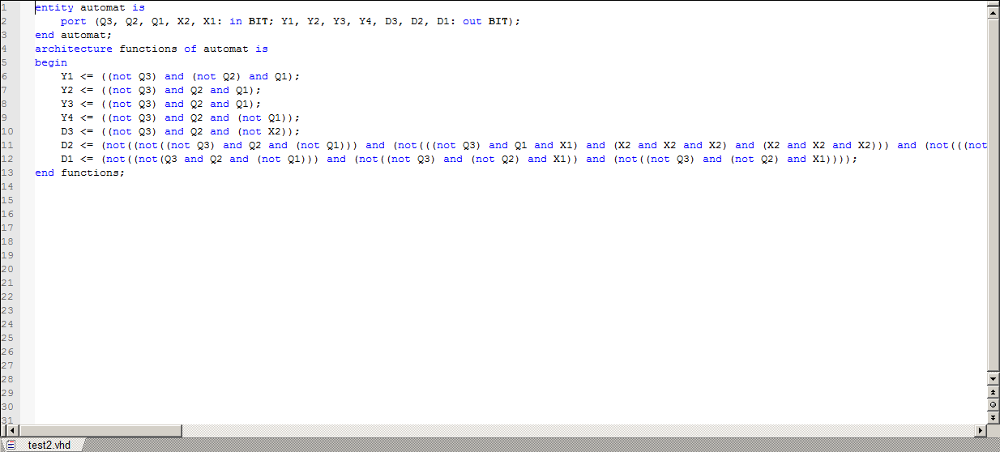 1 entity automat is
2 port (Q3, Q2, Q1, X2, X1: in BIT; Y1, Y2, Y3, Y4, D3, D2, D1: out BIT);
3 end automat;
4 architecture functions of automat is
5 begin
6 Y1 <= ((not Q3) and (not Q2) and Q1);
7 Y2 <= ((not Q3) and Q2 and Q1);
8 Y3 <= ((not Q3) and Q2 and Q1);
9 Y4 <= ((not Q3) and Q2 and (not Q1));
10 D3 <= ((not Q3) and Q2 and (not X2));
11 D2 <= (not((not((not Q3) and Q2 and (not Q1))) and (not(((not Q3) and Q1 and X1) and (X2 and X2 and X2) and (X2 and X2 and X2))) and (not(((not
12 D1 <= (not((not(Q3 and Q2 and (not Q1))) and (not((not Q3) and (not Q2) and X1)) and (not((not Q3) and (not Q2) and X1))));
13 end functions;
14
15
16
17
18
19
20
21
22
23
24
25
26
27
28
29
30
31
test2.vhd